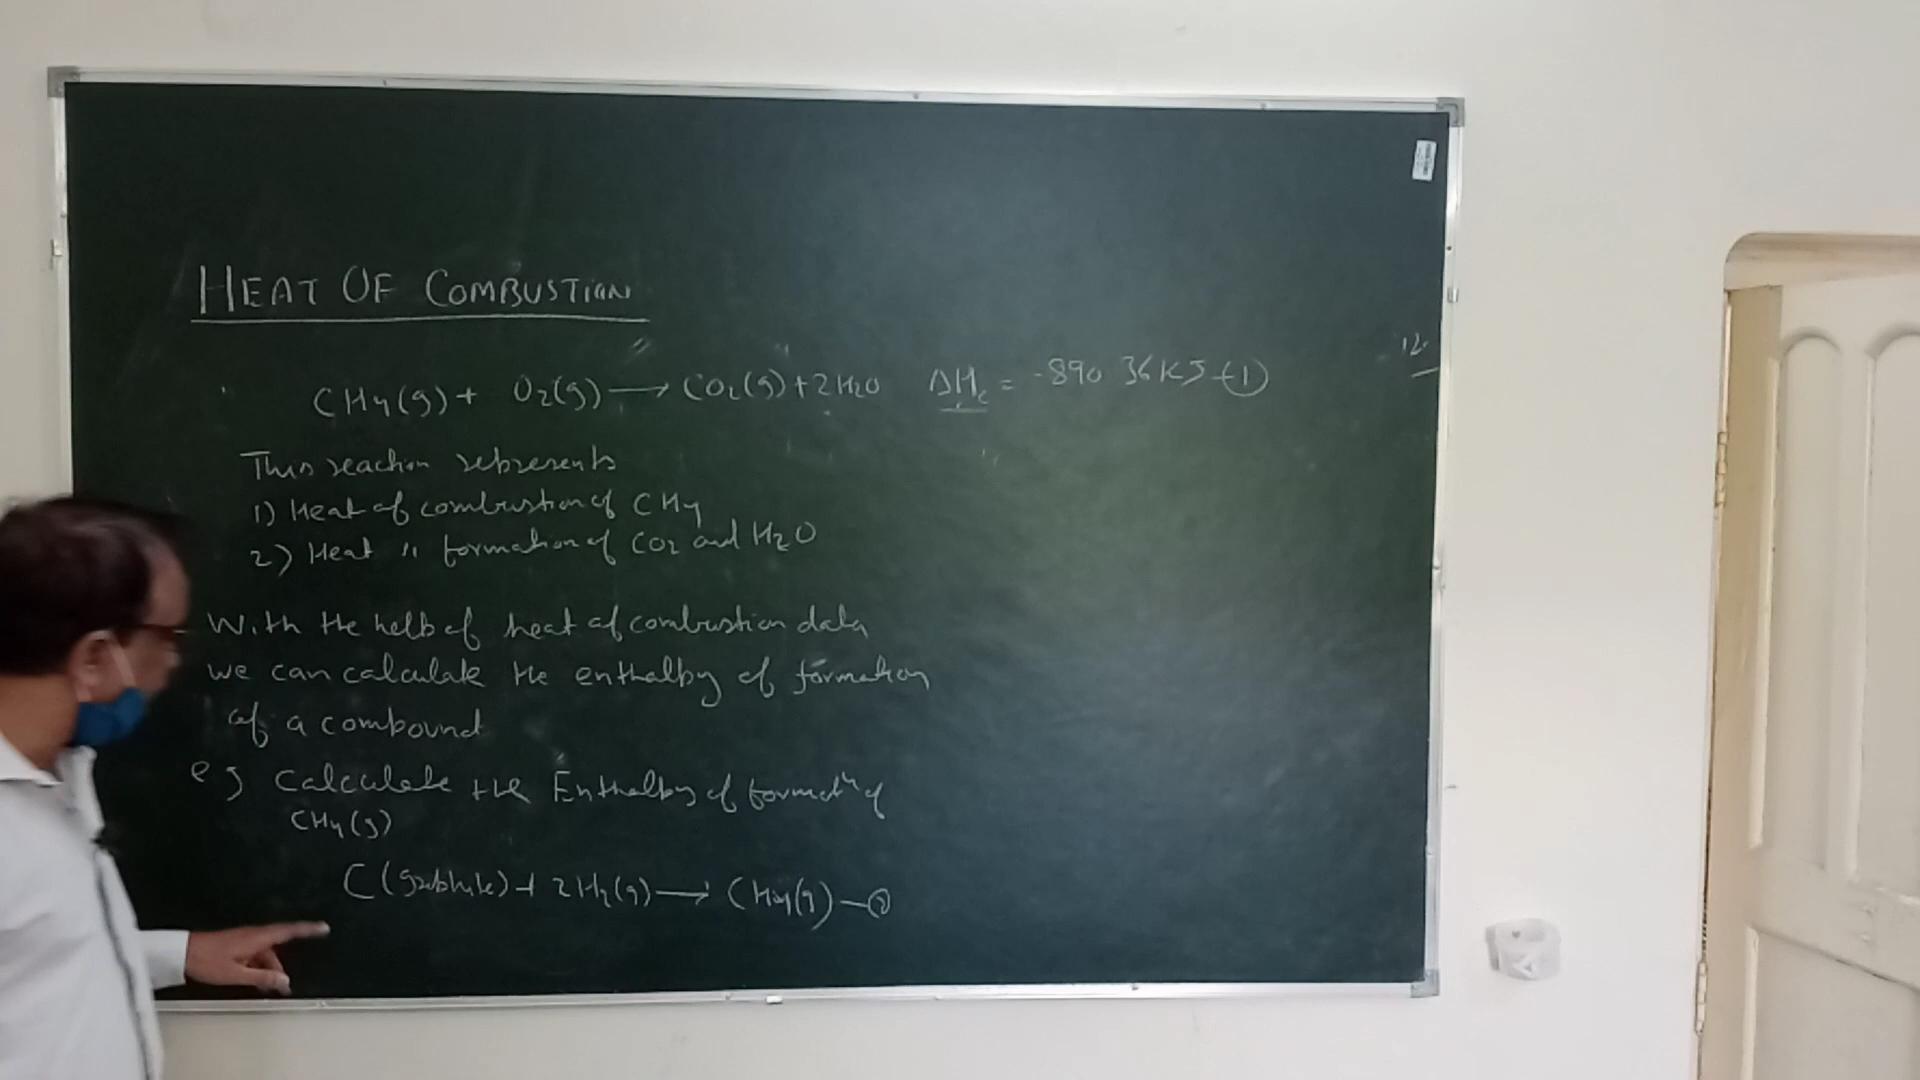 HEAT OF COMBUSTION
CH4(g) + O2(g) → CO2(g) + 2H2O ΔHc = -890 36 KJ -①
12
This reaction represents
1) Heat of combustion of CH4
2) Heat " formation of CO2 and H2O
With the help of heat of combustion data
we can calculate the enthalpy of formation
of a compound
eg Calculate the Enthalpy of formatn of
CH4(g)
C(graphite) + 2H2(g) → CH4(g) -②